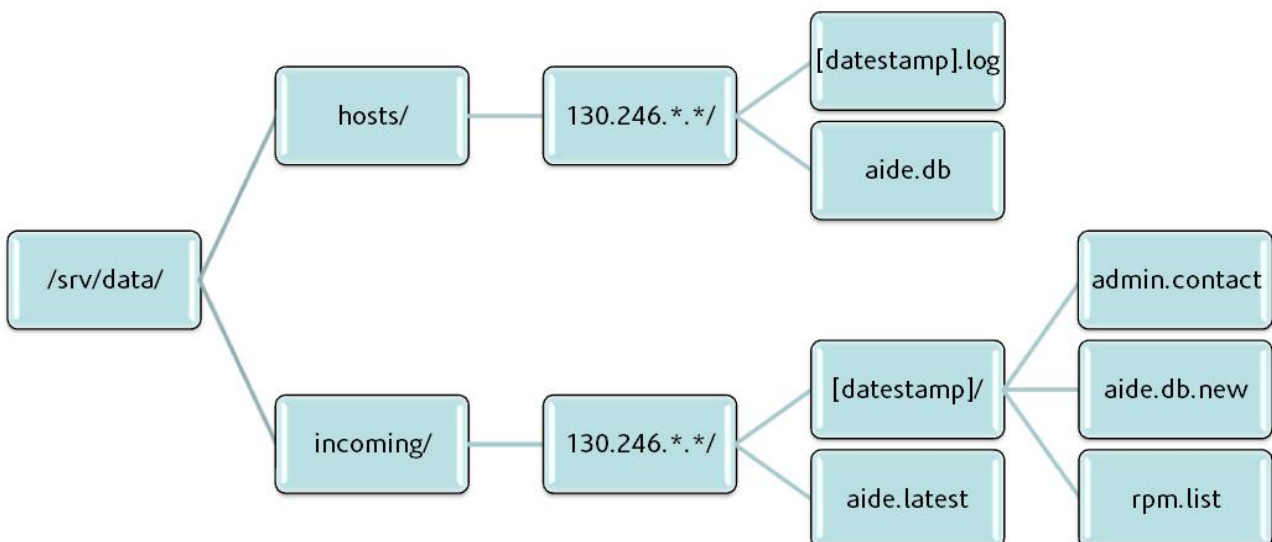 /srv/data/
hosts/
130.246.*.*/
[datestamp].log
aide.db
incoming/
130.246.*.*/
[datestamp]/
admin.contact
aide.db.new
rpm.list
aide.latest